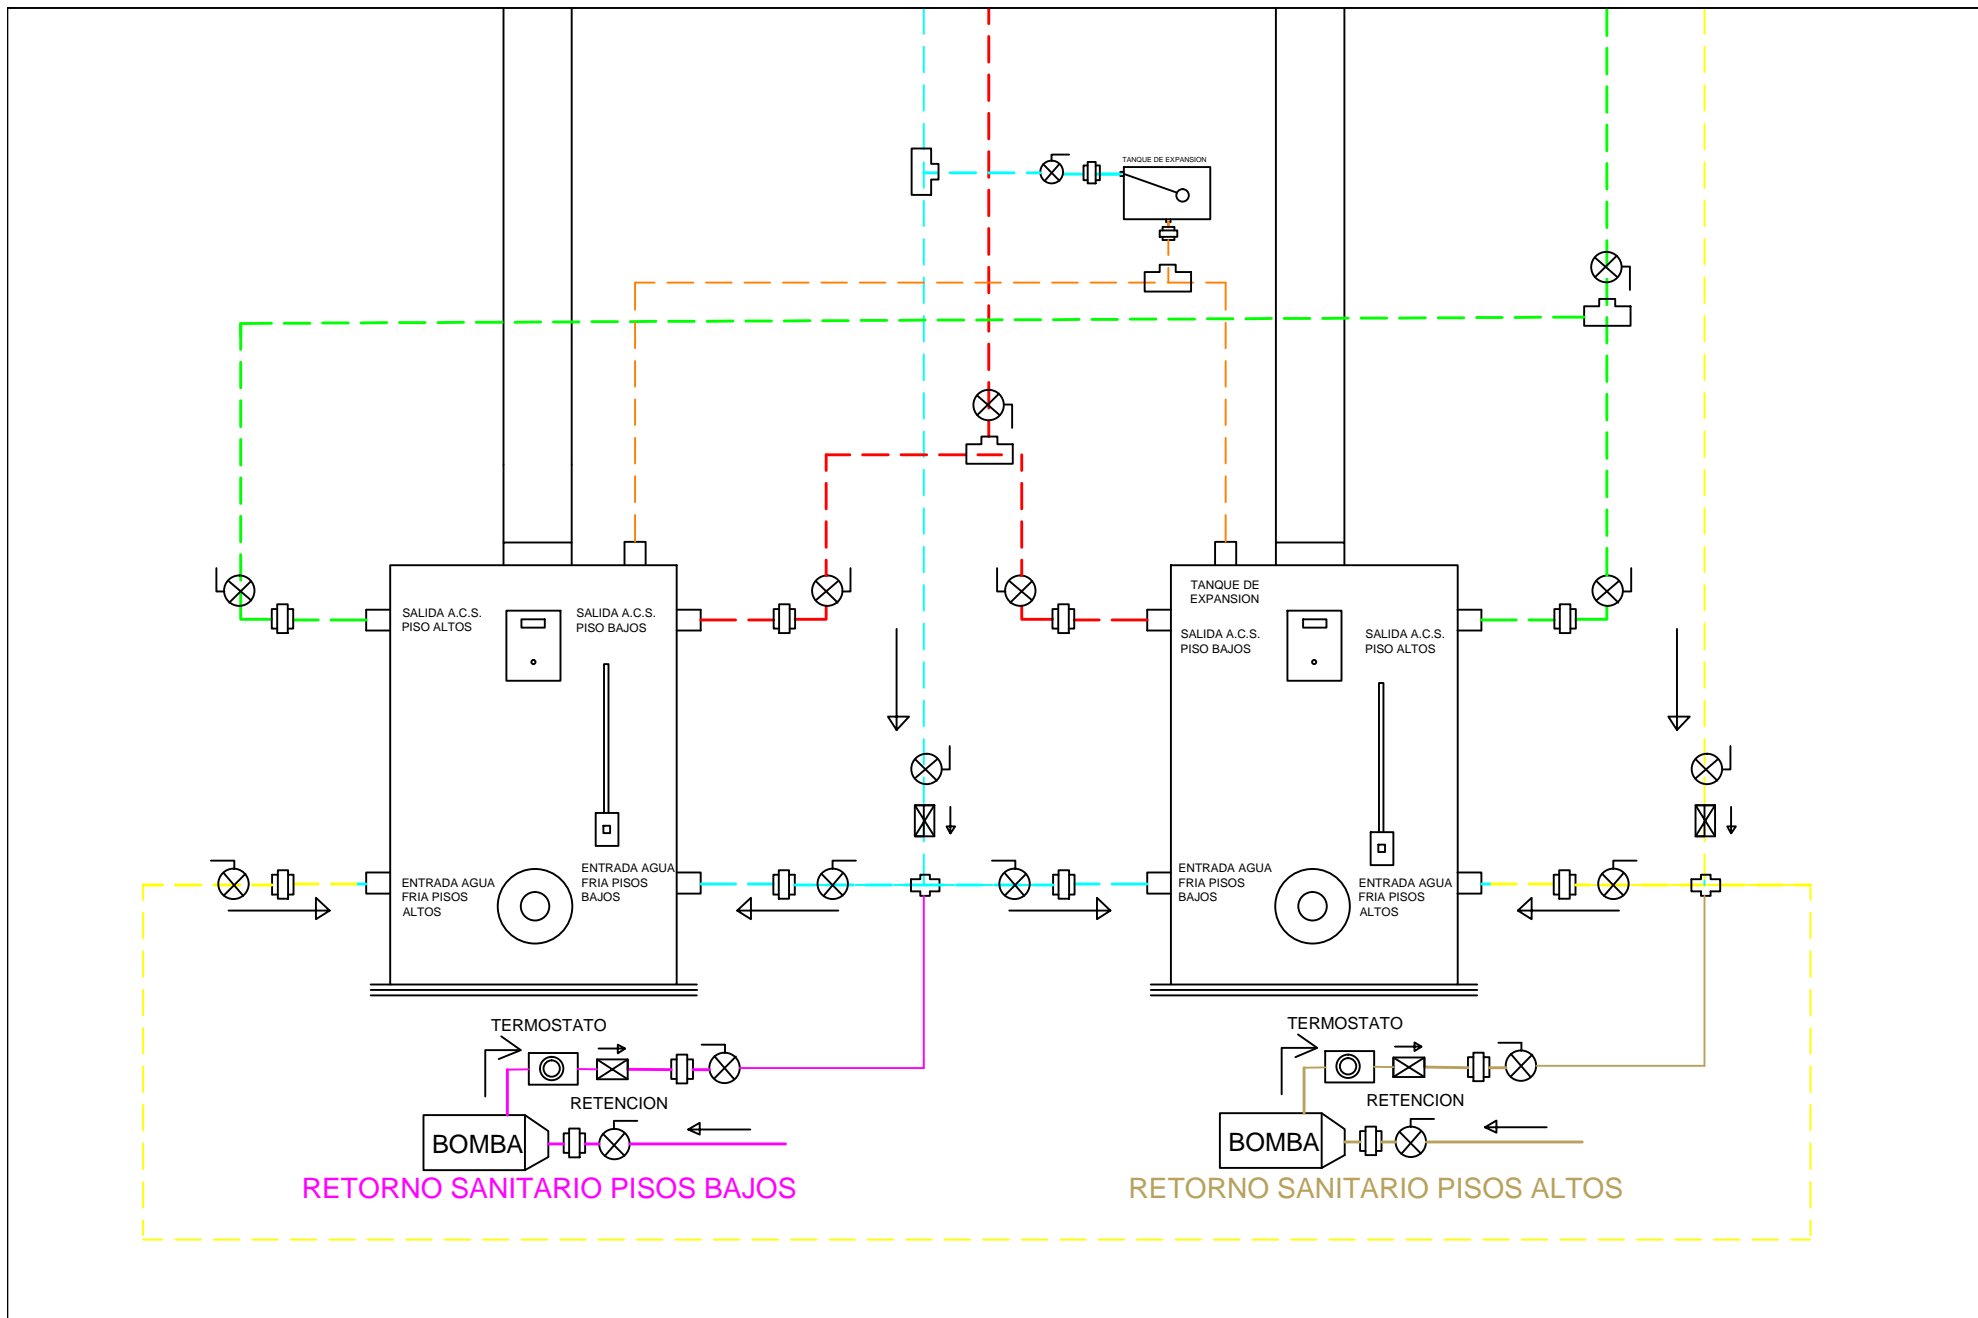 TANQUE DE EXPANSION
SALIDA A.C.S.
PISO ALTOS
SALIDA A.C.S.
PISO BAJOS
TANQUE DE
EXPANSION
SALIDA A.C.S.
PISO BAJOS
SALIDA A.C.S.
PISO ALTOS
ENTRADA AGUA
FRIA PISOS
ALTOS
ENTRADA AGUA
FRIA PISOS
BAJOS
ENTRADA AGUA
FRIA PISOS
BAJOS
ENTRADA AGUA
FRIA PISOS
ALTOS
TERMOSTATO
RETENCION
BOMBA
RETORNO SANITARIO PISOS BAJOS
TERMOSTATO
RETENCION
BOMBA
RETORNO SANITARIO PISOS ALTOS